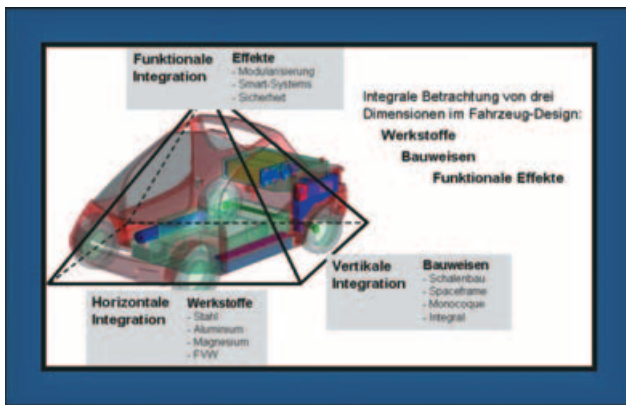 Funktionale Integration
Effekte
- Modularisierung
- Smart-Systems
- Sicherheit
Integrale Betrachtung von drei
Dimensionen im Fahrzeug-Design:
Werkstoffe
Bauweisen
Funktionale Effekte
Vertikale
Integration
Bauweisen
- Schalenbau
- Spaceframe
- Monocoque
- Integral
Horizontale
Integration
Werkstoffe
- Stahl
- Aluminium
- Magnesium
- FVW